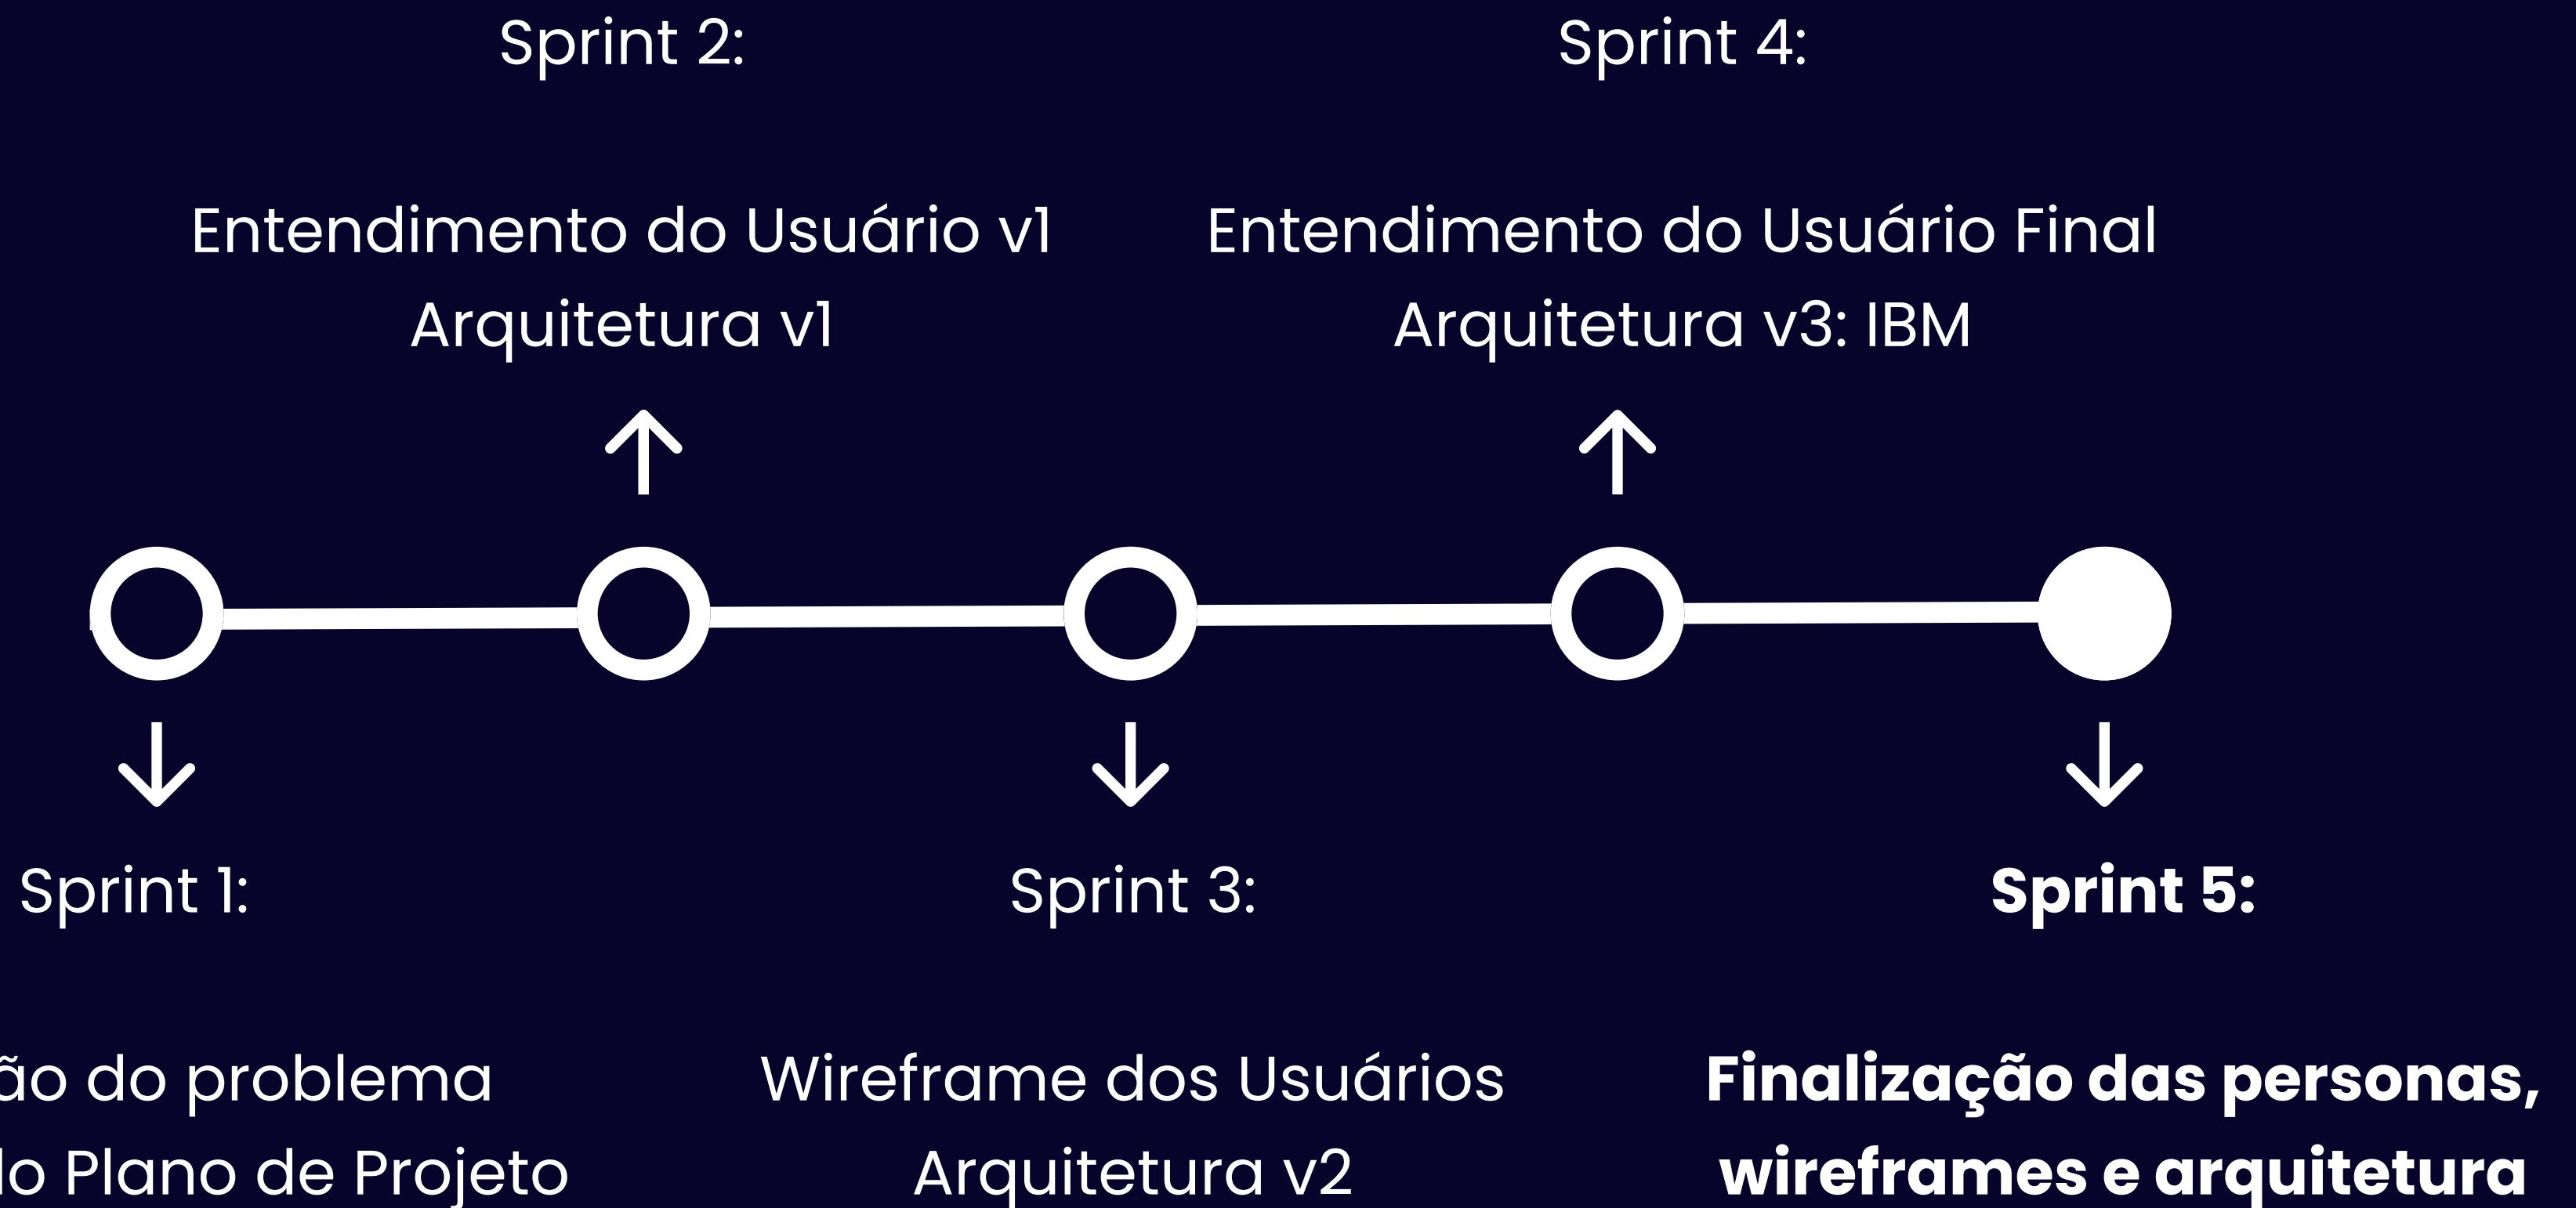 Sprint 2:
Entendimento do Usuário v1
Arquitetura v1
Sprint 4:
Entendimento do Usuário Final
Arquitetura v3: IBM
Sprint 1:
do problema
Plano de Projeto
Sprint 3:
Wireframe dos Usuários
Arquitetura v2
Sprint 5:
Finalização das personas,
wireframes e arquitetura